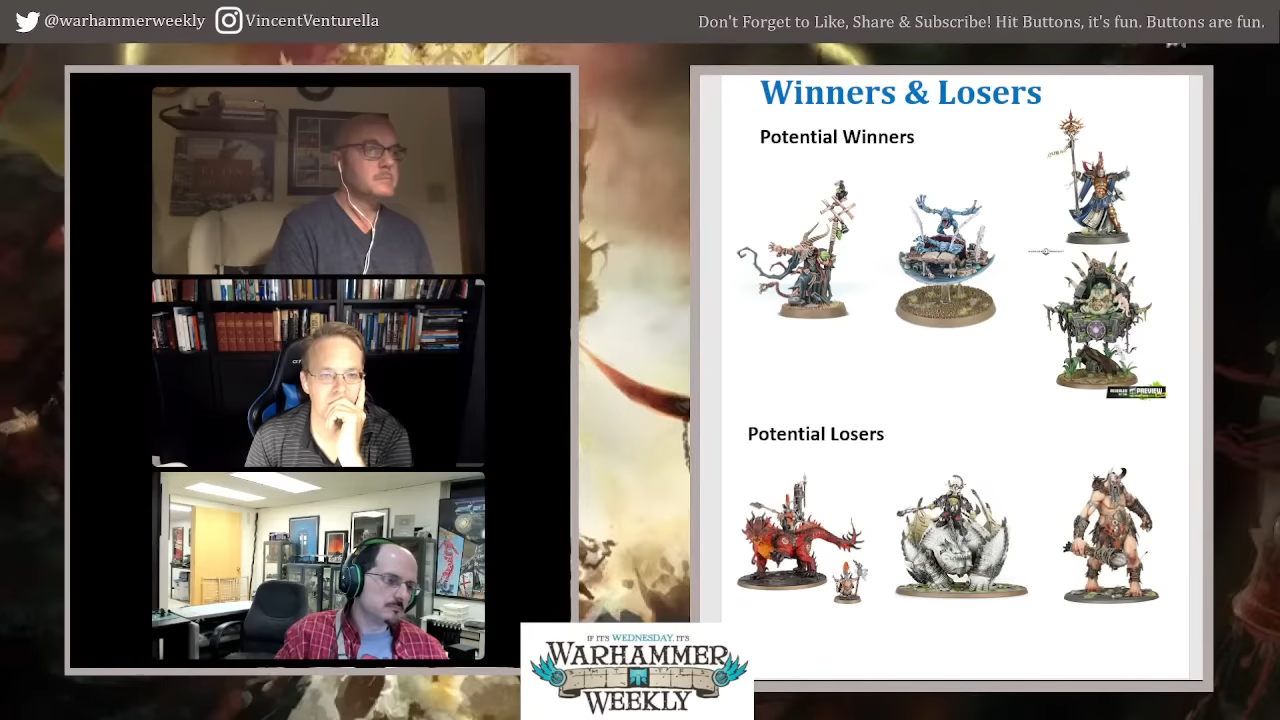 @warhammerweekly VincentVenturella
Don't Forget to Like, Share & Subscribe! Hit Buttons, it's fun. Buttons are fun.
Winners & Losers
Potential Winners
PREVIEW
Potential Losers
IF IT'S WEDNESDAY, IT'S
WARHAMMER
WEEKLY